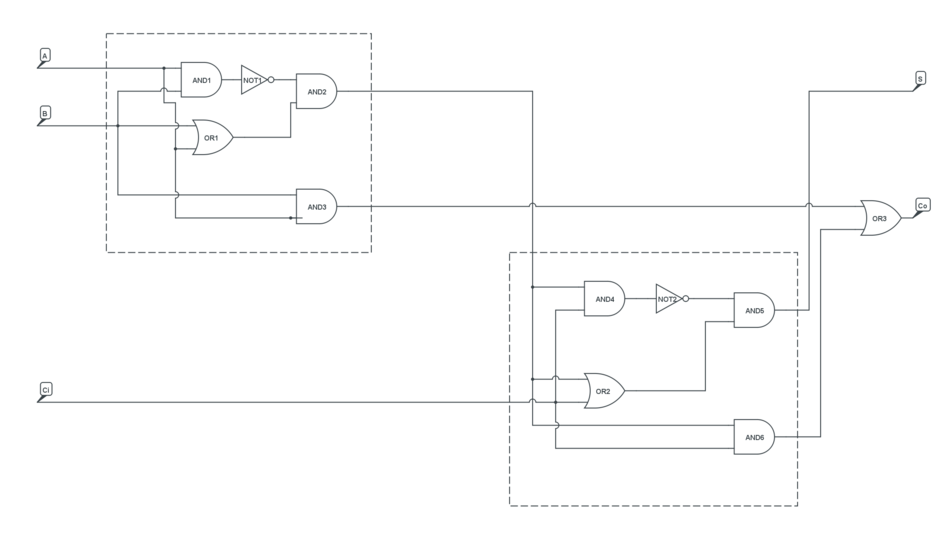 A
AND1
NOT1
AND2
S
B
OR1
AND3
Co
OR3
AND4
NOT2
AND5
Ci
OR2
AND6